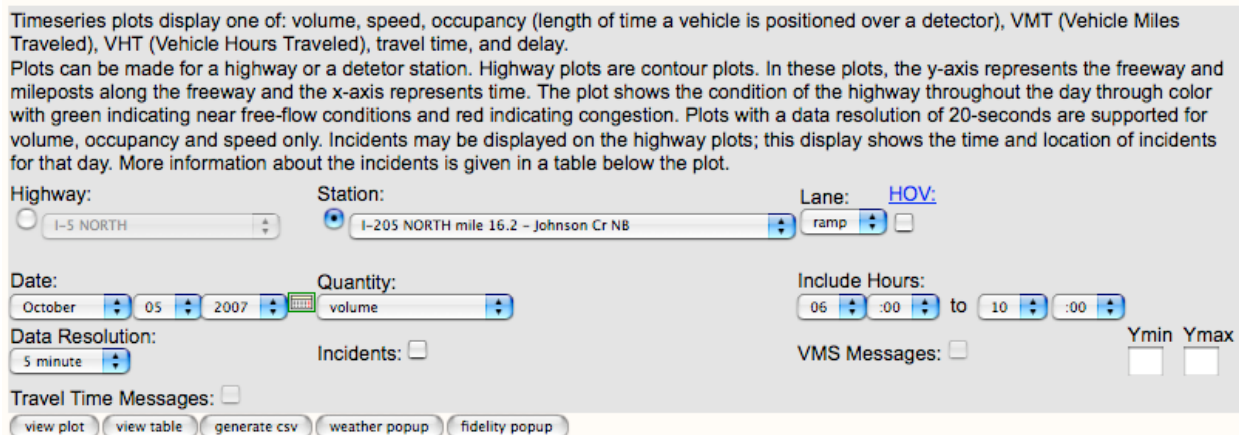 Timeseries plots display one of: volume, speed, occupancy (length of time a vehicle is positioned over a detector), VMT (Vehicle Miles
Traveled), VHT (Vehicle Hours Traveled), travel time, and delay.
Plots can be made for a highway or a detetor station. Highway plots are contour plots. In these plots, the y-axis represents the freeway and
mileposts along the freeway and the x-axis represents time. The plot shows the condition of the highway throughout the day through color
with green indicating near free-flow conditions and red indicating congestion. Plots with a data resolution of 20-seconds are supported for
volume, occupancy and speed only. Incidents may be displayed on the highway plots; this display shows the time and location of incidents
for that day. More information about the incidents is given in a table below the plot.
Highway: Station: Lane: HOV:
I-5 NORTH I-205 NORTH mile 16.2 - Johnson Cr NB ramp
Date: Quantity: Include Hours:
October 05 2007 volume 06 :00 to 10 :00
Data Resolution: Ymin Ymax
5 minute Incidents: VMS Messages:
Travel Time Messages:
view plot view table generate csv weather popup fidelity popup